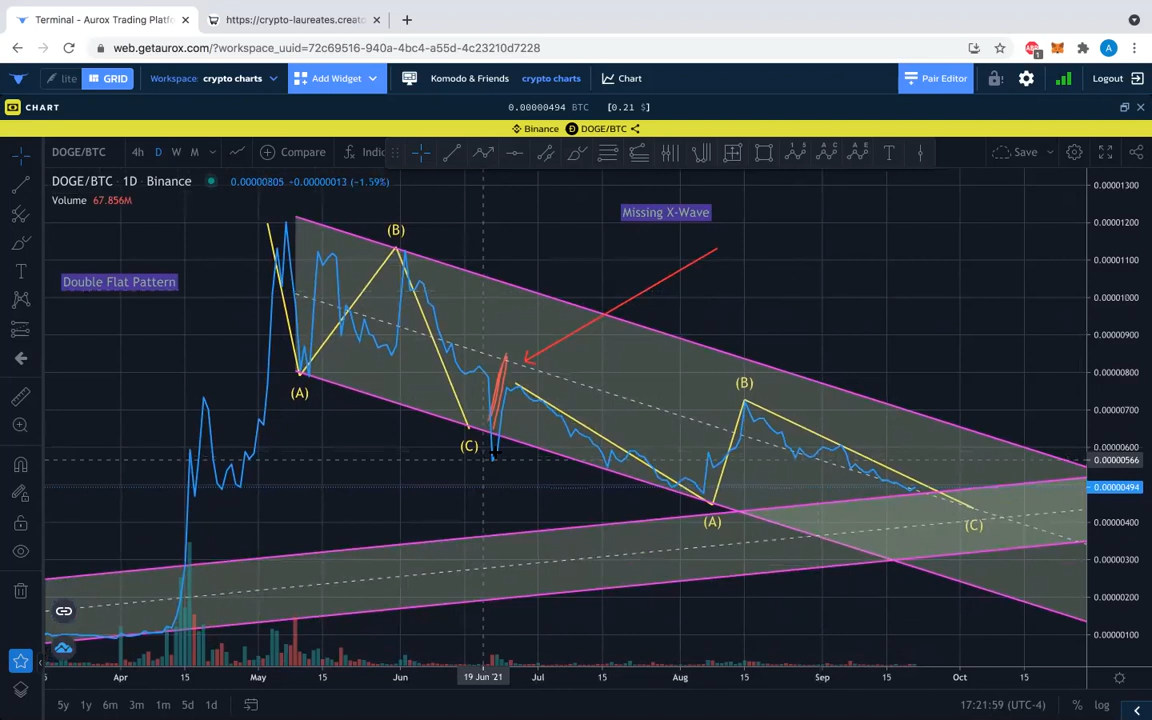 Terminal - Aurox Trading Platfo
https://crypto-laureates.creato
web.getaurox.com/?workspace_uuid=72c69516-940a-4bc4-a55d-4c23210d7228
ABP 1 A
lite GRID Workspace: crypto charts Add Widget Komodo & Friends crypto charts Chart Pair Editor Logout
CHART 0.00000494 BTC [0.21 $]
Binance DOGE/BTC
DOGE/BTC 4h D W M Compare Indic Save
DOGE/BTC · 1D · Binance 0.00000805 -0.00000013 (-1.59%)
Volume 67.856M
Missing X-Wave
Double Flat Pattern
(B)
(A)
(C)
(B)
(A)
(C)
0.00001300
0.00001200
0.00001100
0.00001000
0.00000900
0.00000800
0.00000700
0.00000600
0.00000566
0.00000494
0.00000400
0.00000300
0.00000200
0.00000100
Apr 15 May 15 Jun 19 Jun '21 Jul 15 Aug 15 Sep 15 Oct 15
5y 1y 6m 3m 1m 5d 1d 17:21:59 (UTC-4) % log